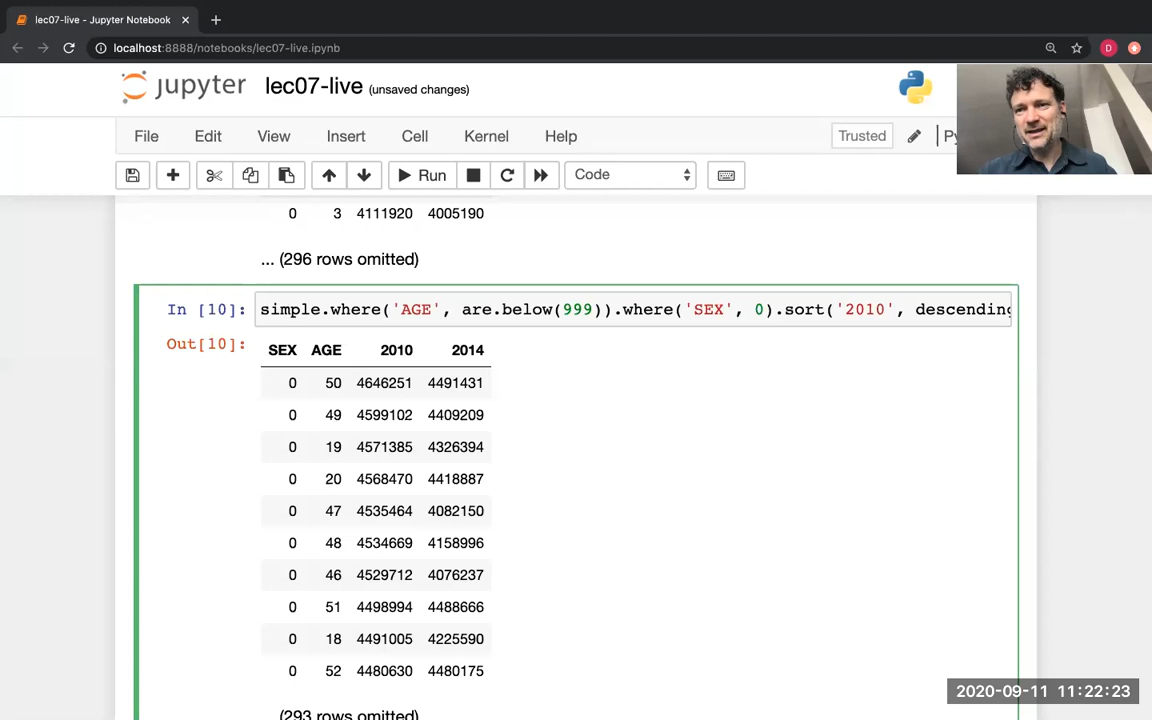 lec07-live - Jupyter Notebook
localhost:8888/notebooks/lec07-live.ipynb
D
jupyter lec07-live (unsaved changes)
File Edit View Insert Cell Kernel Help Trusted Py
Run Code
0 3 4111920 4005190
... (296 rows omitted)
In [10]: simple.where('AGE', are.below(999)).where('SEX', 0).sort('2010', descending
Out[10]: SEX AGE 2010 2014
0 50 4646251 4491431
0 49 4599102 4409209
0 19 4571385 4326394
0 20 4568470 4418887
0 47 4535464 4082150
0 48 4534669 4158996
0 46 4529712 4076237
0 51 4498994 4488666
0 18 4491005 4225590
0 52 4480630 4480175
(293 rows omitted)
2020-09-11 11:22:23